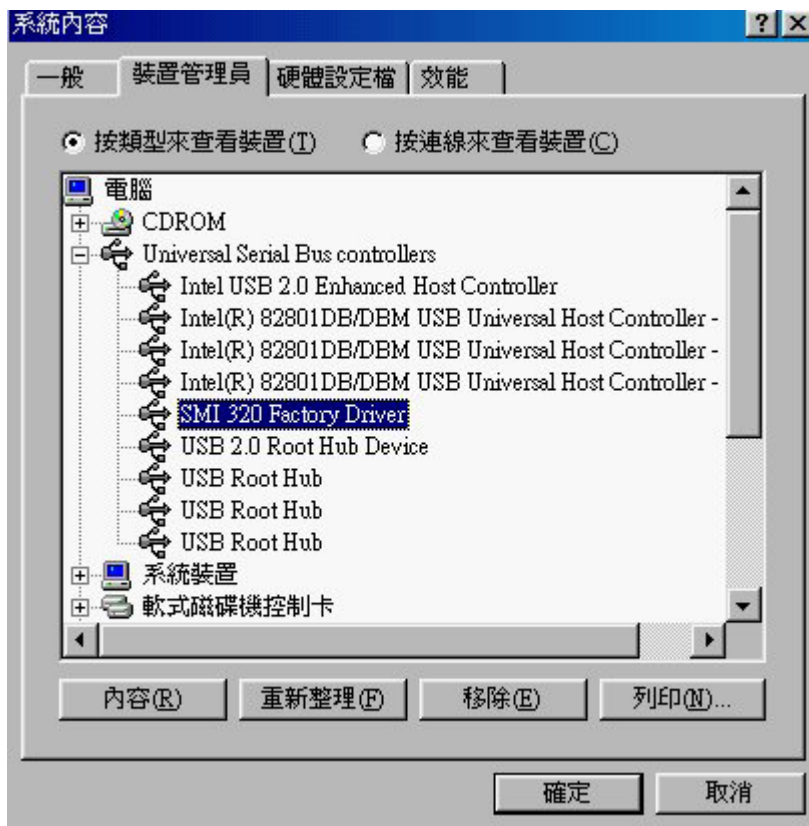 系統內容
一般 裝置管理員 硬體設定檔 效能
按類型來查看裝置(T) 按連線來查看裝置(C)
電腦
CDROM
Universal Serial Bus controllers
Intel USB 2.0 Enhanced Host Controller
Intel(R) 82801DB/DBM USB Universal Host Controller -
Intel(R) 82801DB/DBM USB Universal Host Controller -
Intel(R) 82801DB/DBM USB Universal Host Controller -
SMI 320 Factory Driver
USB 2.0 Root Hub Device
USB Root Hub
USB Root Hub
USB Root Hub
系統裝置
軟式磁碟機控制卡
內容(R) 重新整理(F) 移除(E) 列印(N)...
確定 取消